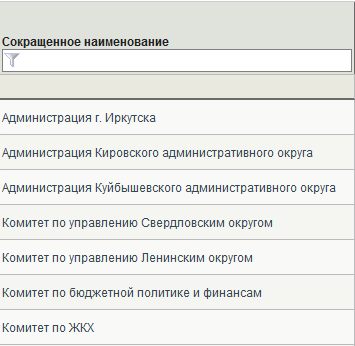 Сокращенное наименование
Администрация г. Иркутска
Администрация Кировского административного округа
Администрация Куйбышевского административного округа
Комитет по управлению Свердловским округом
Комитет по управлению Ленинским округом
Комитет по бюджетной политике и финансам
Комитет по ЖКХ